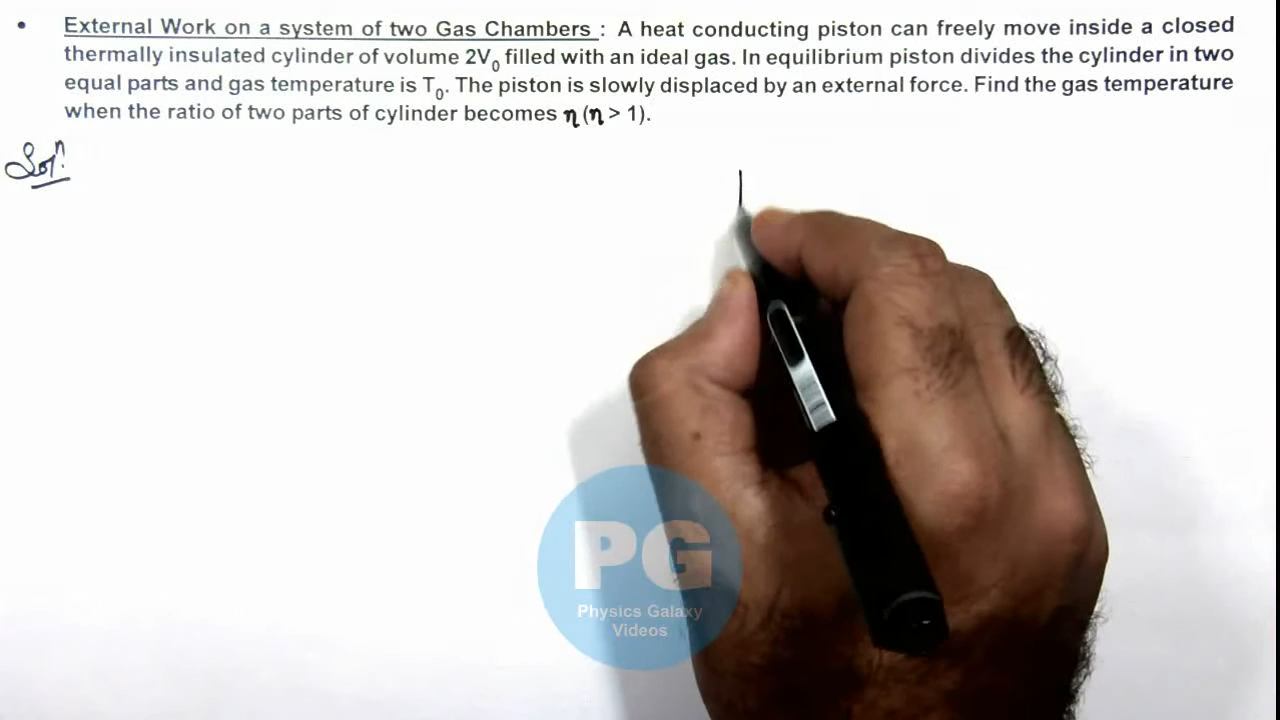 • External Work on a system of two Gas Chambers : A heat conducting piston can freely move inside a closed
thermally insulated cylinder of volume 2V₀ filled with an ideal gas. In equilibrium piston divides the cylinder in two
equal parts and gas temperature is T₀. The piston is slowly displaced by an external force. Find the gas temperature
when the ratio of two parts of cylinder becomes η (η > 1).
Solⁿ.
PG
Physics Galaxy
Videos